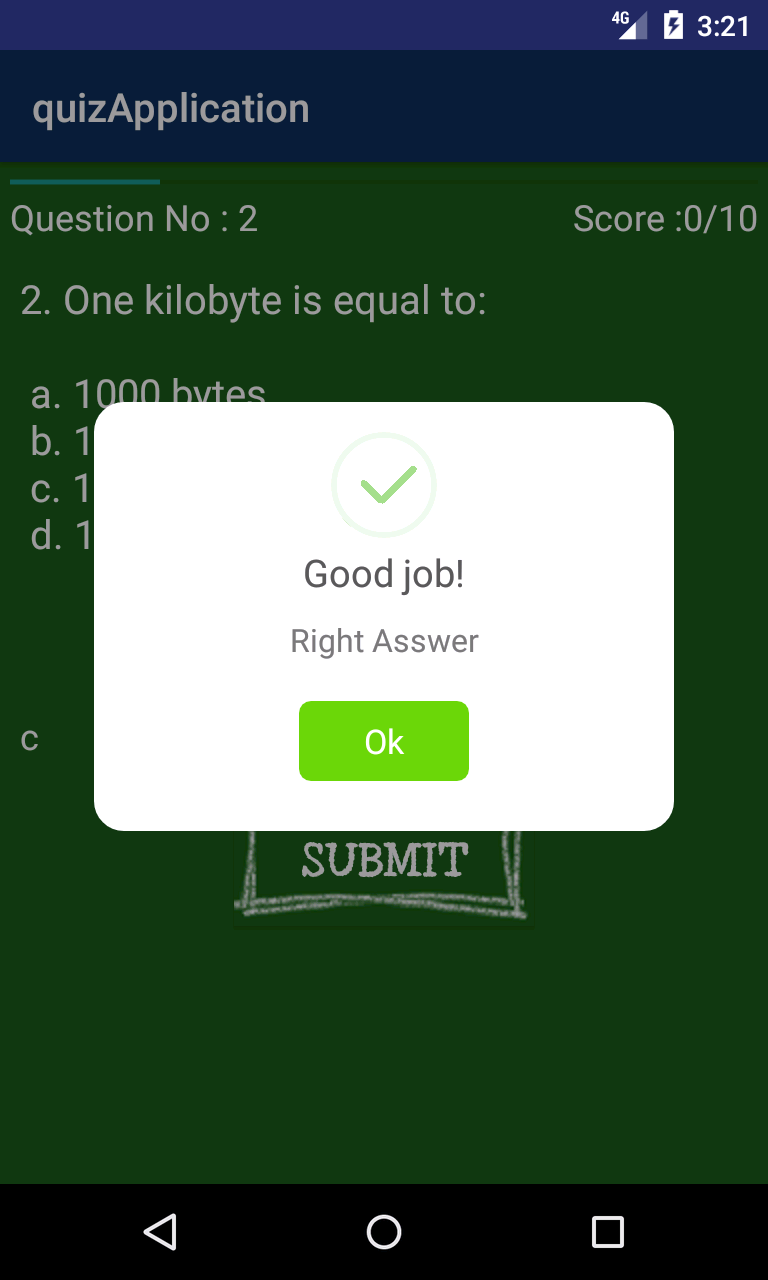 4G 3:21
quizApplication
Question No : 2 Score :0/10
2. One kilobyte is equal to:
a. 1000 bytes
b. 1
c. 1
d. 1
Good job!
Right Asswer
Ok
c
SUBMIT